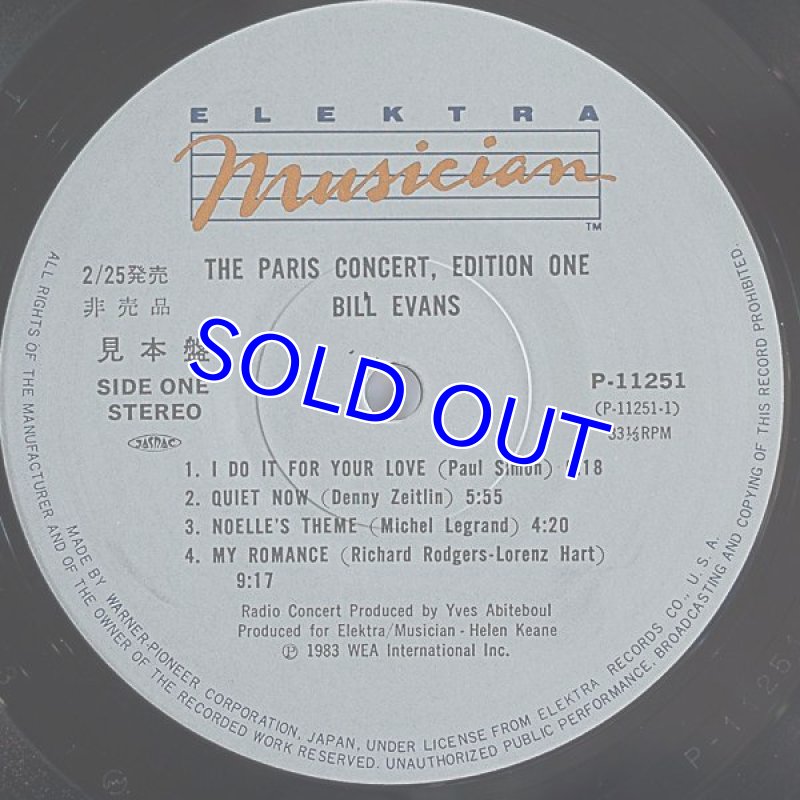 ELEKTRA
Musician
TM
2/25発売 THE PARIS CONCERT, EDITION ONE
非売品 BILL EVANS
見本盤
SIDE ONE
STEREO
JASRAC
P-11251
(P-11251-1)
33⅓RPM
SOLD OUT
1. I DO IT FOR YOUR LOVE (Paul Simon) :18
2. QUIET NOW (Denny Zeitlin) 5:55
3. NOELLE'S THEME (Michel Legrand) 4:20
4. MY ROMANCE (Richard Rodgers-Lorenz Hart)
9:17
Radio Concert Produced by Yves Abiteboul
Produced for Elektra/Musician - Helen Keane
Ⓟ 1983 WEA International Inc.
MADE BY WARNER-PIONEER CORPORATION, JAPAN, UNDER LICENSE FROM ELEKTRA RECORDS CO., U.S.A.
ALL RIGHTS OF THE MANUFACTURER AND OF THE OWNER OF THE RECORDED WORK RESERVED. UNAUTHORIZED PUBLIC PERFORMANCE, BROADCASTING AND COPYING OF THIS RECORD PROHIBITED.
P-11251